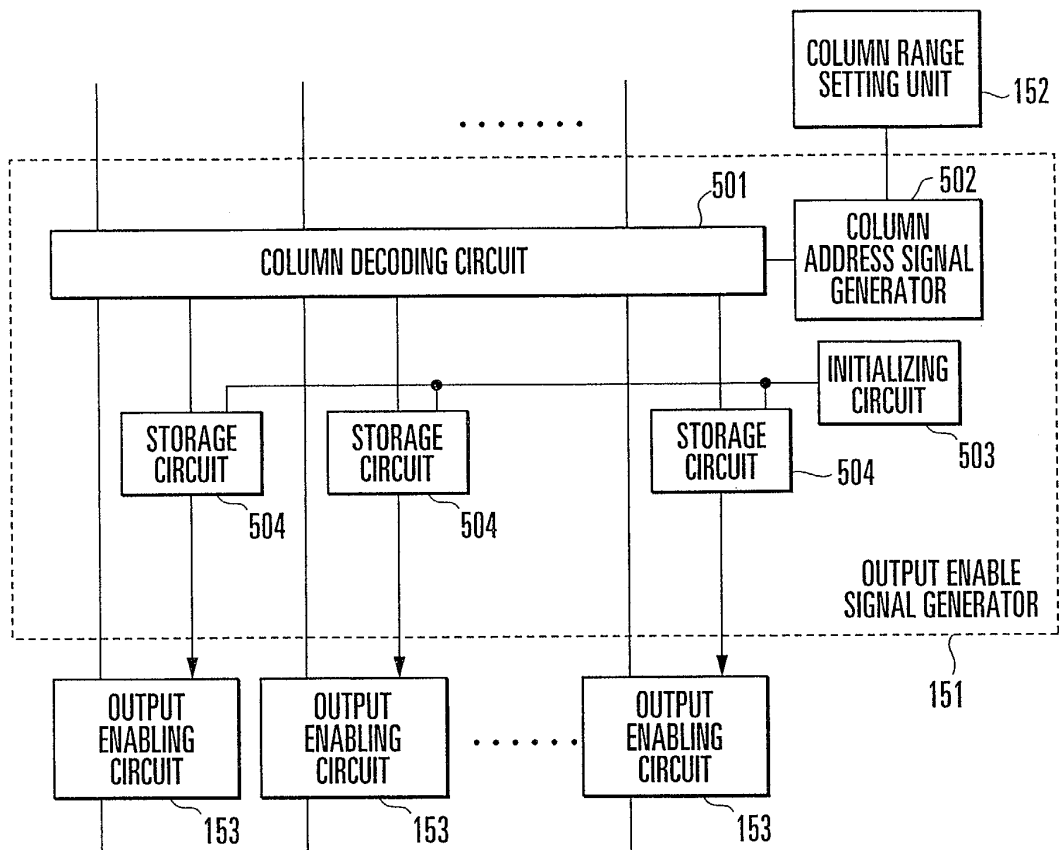 COLUMN RANGE
SETTING UNIT
152
501
502
COLUMN DECODING CIRCUIT
COLUMN
ADDRESS SIGNAL
GENERATOR
INITIALIZING
CIRCUIT
503
STORAGE
CIRCUIT
504
STORAGE
CIRCUIT
504
STORAGE
CIRCUIT
504
OUTPUT ENABLE
SIGNAL GENERATOR
151
OUTPUT
ENABLING
CIRCUIT
153
OUTPUT
ENABLING
CIRCUIT
153
OUTPUT
ENABLING
CIRCUIT
153